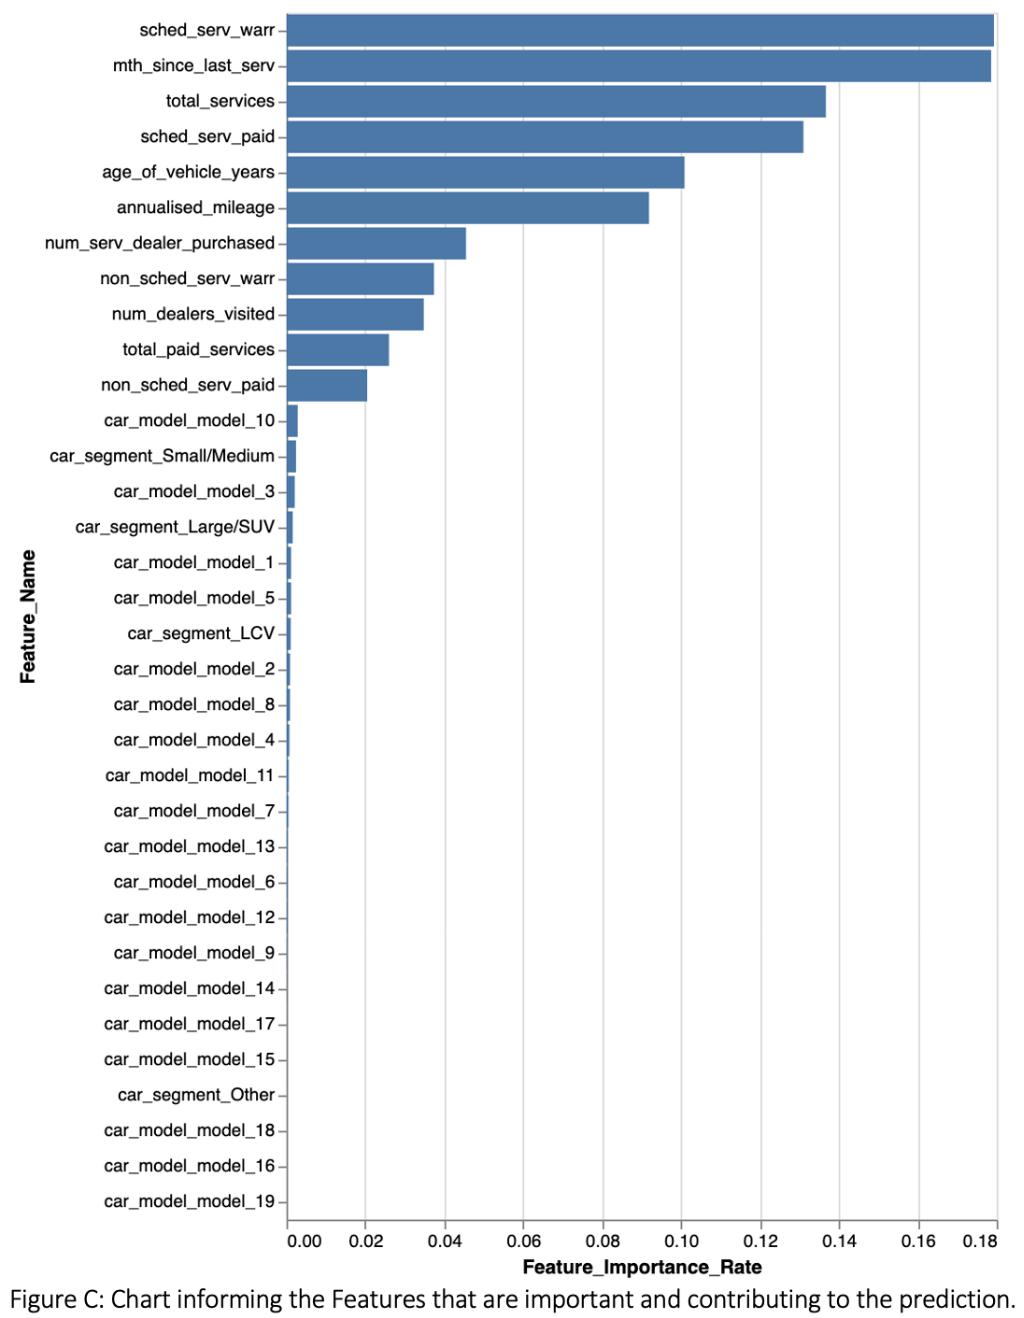 sched_serv_warr
mth_since_last_serv
total_services
sched_serv_paid
age_of_vehicle_years
annualised_mileage
num_serv_dealer_purchased
non_sched_serv_warr
num_dealers_visited
total_paid_services
non_sched_serv_paid
car_model_model_10
car_segment_Small/Medium
car_model_model_3
car_segment_Large/SUV
car_model_model_1
car_model_model_5
car_segment_LCV
car_model_model_2
car_model_model_8
car_model_model_4
car_model_model_11
car_model_model_7
car_model_model_13
car_model_model_6
car_model_model_12
car_model_model_9
car_model_model_14
car_model_model_17
car_model_model_15
car_segment_Other
car_model_model_18
car_model_model_16
car_model_model_19
Feature_Name
0.00 0.02 0.04 0.06 0.08 0.10 0.12 0.14 0.16 0.18
Feature_Importance_Rate
Figure C: Chart informing the Features that are important and contributing to the prediction.